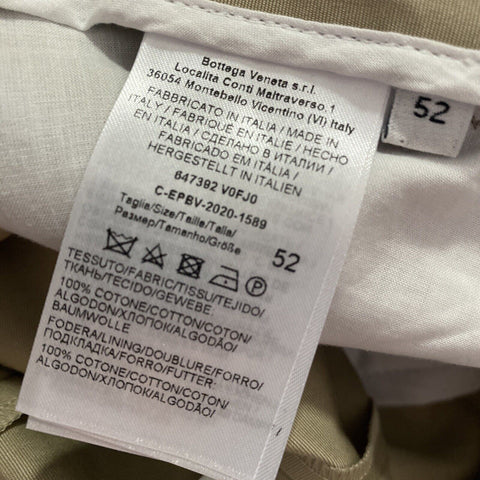 Bottega Veneta s.r.l.
Località Conti Maltraverso 1
36054 Montebello Vicentino (VI) Italy
FABBRICATO IN ITALIA / MADE IN
ITALY / FABRIQUÉ EN ITALIE / HECHO
EN ITALIA / СДЕЛАНО В ИТАЛИИ /
FABRICADO EM ITÁLIA /
HERGESTELLT IN ITALIEN
647392 V0FJ0
C-EPBV-2020-1589
Taglia/Size/Taille/Talla/
Размер/Tamanho/Größe
52
P
TESSUTO/FABRIC/TISSU/TEJIDO/
ТКАНЬ/TECIDO/GEWEBE:
100% COTONE/COTTON/COTON/
ALGODON/ХЛОПОК/ALGODÃO/
BAUMWOLLE
FODERA/LINING/DOUBLURE/FORRO/
ПОДКЛАДКА/FORRO/FUTTER:
100% COTONE/COTTON/COTON/
ALGODON/ХЛОПОК/ALGODÃO/
52